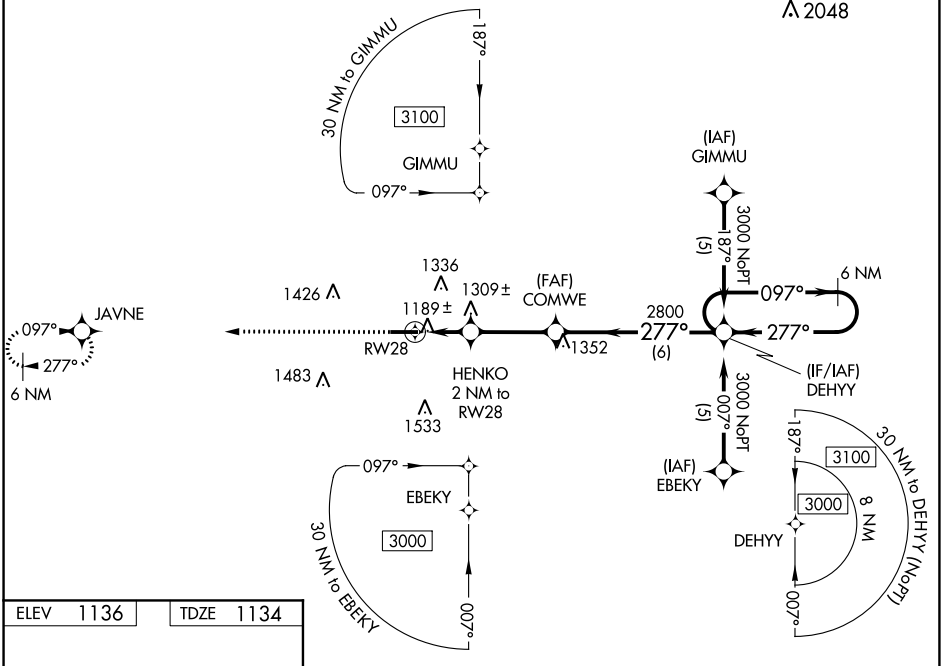 2048
30 NM to GIMMU
187°
3100
GIMMU
097°
(IAF)
GIMMU
3000 NoPT
187°
(5)
6 NM
097°
277°
1336
1426
1309±
1189±
(FAF)
COMWE
2800
277°
(6)
JAVNE
097°
277°
6 NM
RW28
1352
HENKO
2 NM to
RW28
1483
1533
(IF/IAF)
DEHYY
3000 NoPT
007°
(5)
(IAF)
EBEKY
097°
EBEKY
3000
30 NM to EBEKY
007°
187°
3100
3000
8 NM
30 NM to DEHYY (NoPT)
DEHYY
007°
ELEV 1136
TDZE 1134